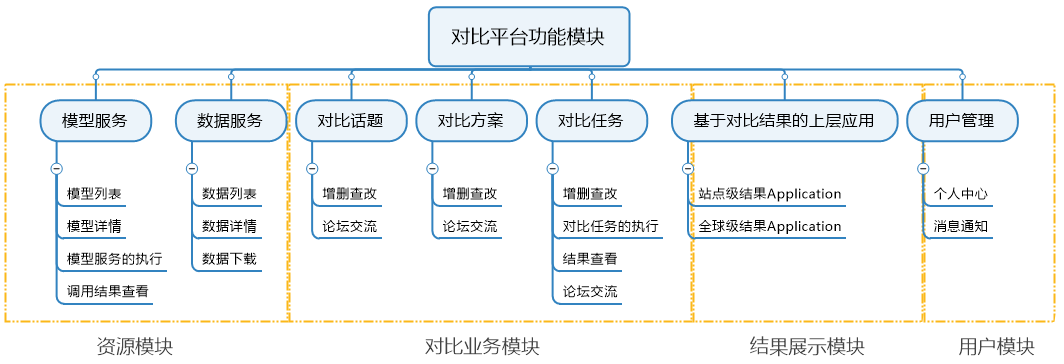 对比平台功能模块
模型服务
数据服务
对比话题
对比方案
对比任务
基于对比结果的上层应用
用户管理
模型列表
模型详情
模型服务的执行
调用结果查看
数据列表
数据详情
数据下载
增删查改
论坛交流
增删查改
论坛交流
增删查改
对比任务的执行
结果查看
论坛交流
站点级结果Application
全球级结果Application
个人中心
消息通知
资源模块
对比业务模块
结果展示模块
用户模块